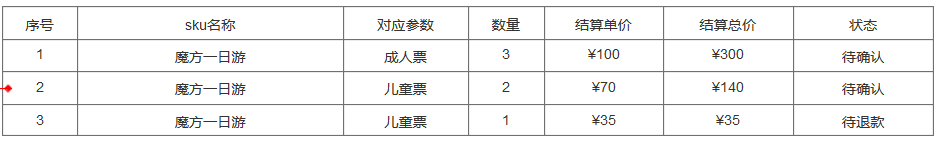 序号 sku名称 对应参数 数量 结算单价 结算总价 状态
1 魔方一日游 成人票 3 ¥100 ¥300 待确认
2 魔方一日游 儿童票 2 ¥70 ¥140 待确认
3 魔方一日游 儿童票 1 ¥35 ¥35 待退款